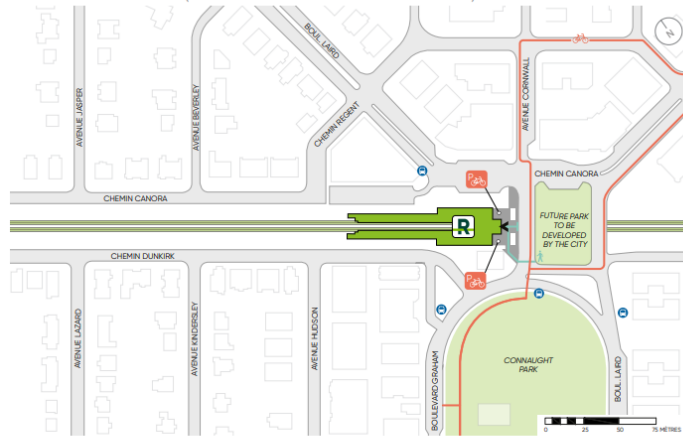 N
BOUL. LAIRD
AVENUE CORNWALL
AVENUE JASPER
AVENUE BEVERLEY
CHEMIN REGENT
P
CHEMIN CANORA
CHEMIN CANORA
FUTURE PARK
TO BE
DEVELOPED
BY THE CITY
R
CHEMIN DUNKIRK
P
AVENUE LAZARD
AVENUE KINDERSLEY
AVENUE HUDSON
BOULEVARD GRAHAM
CONNAUGHT
PARK
BOUL. LAIRD
0 25 50 75 MÈTRES